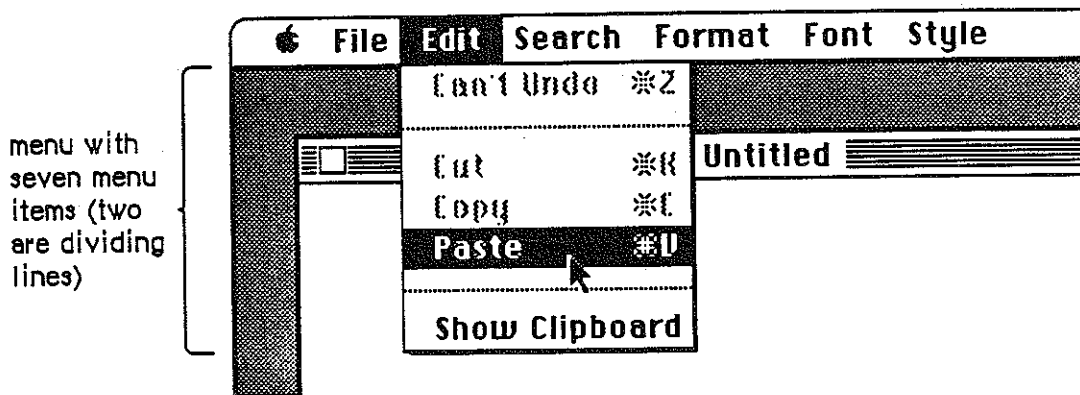 File Edit Search Format Font Style
Can't Undo ⌘Z
Cut ⌘X
Untitled
Copy ⌘C
Paste ⌘V
Show Clipboard
menu with
seven menu
items (two
are dividing
lines)